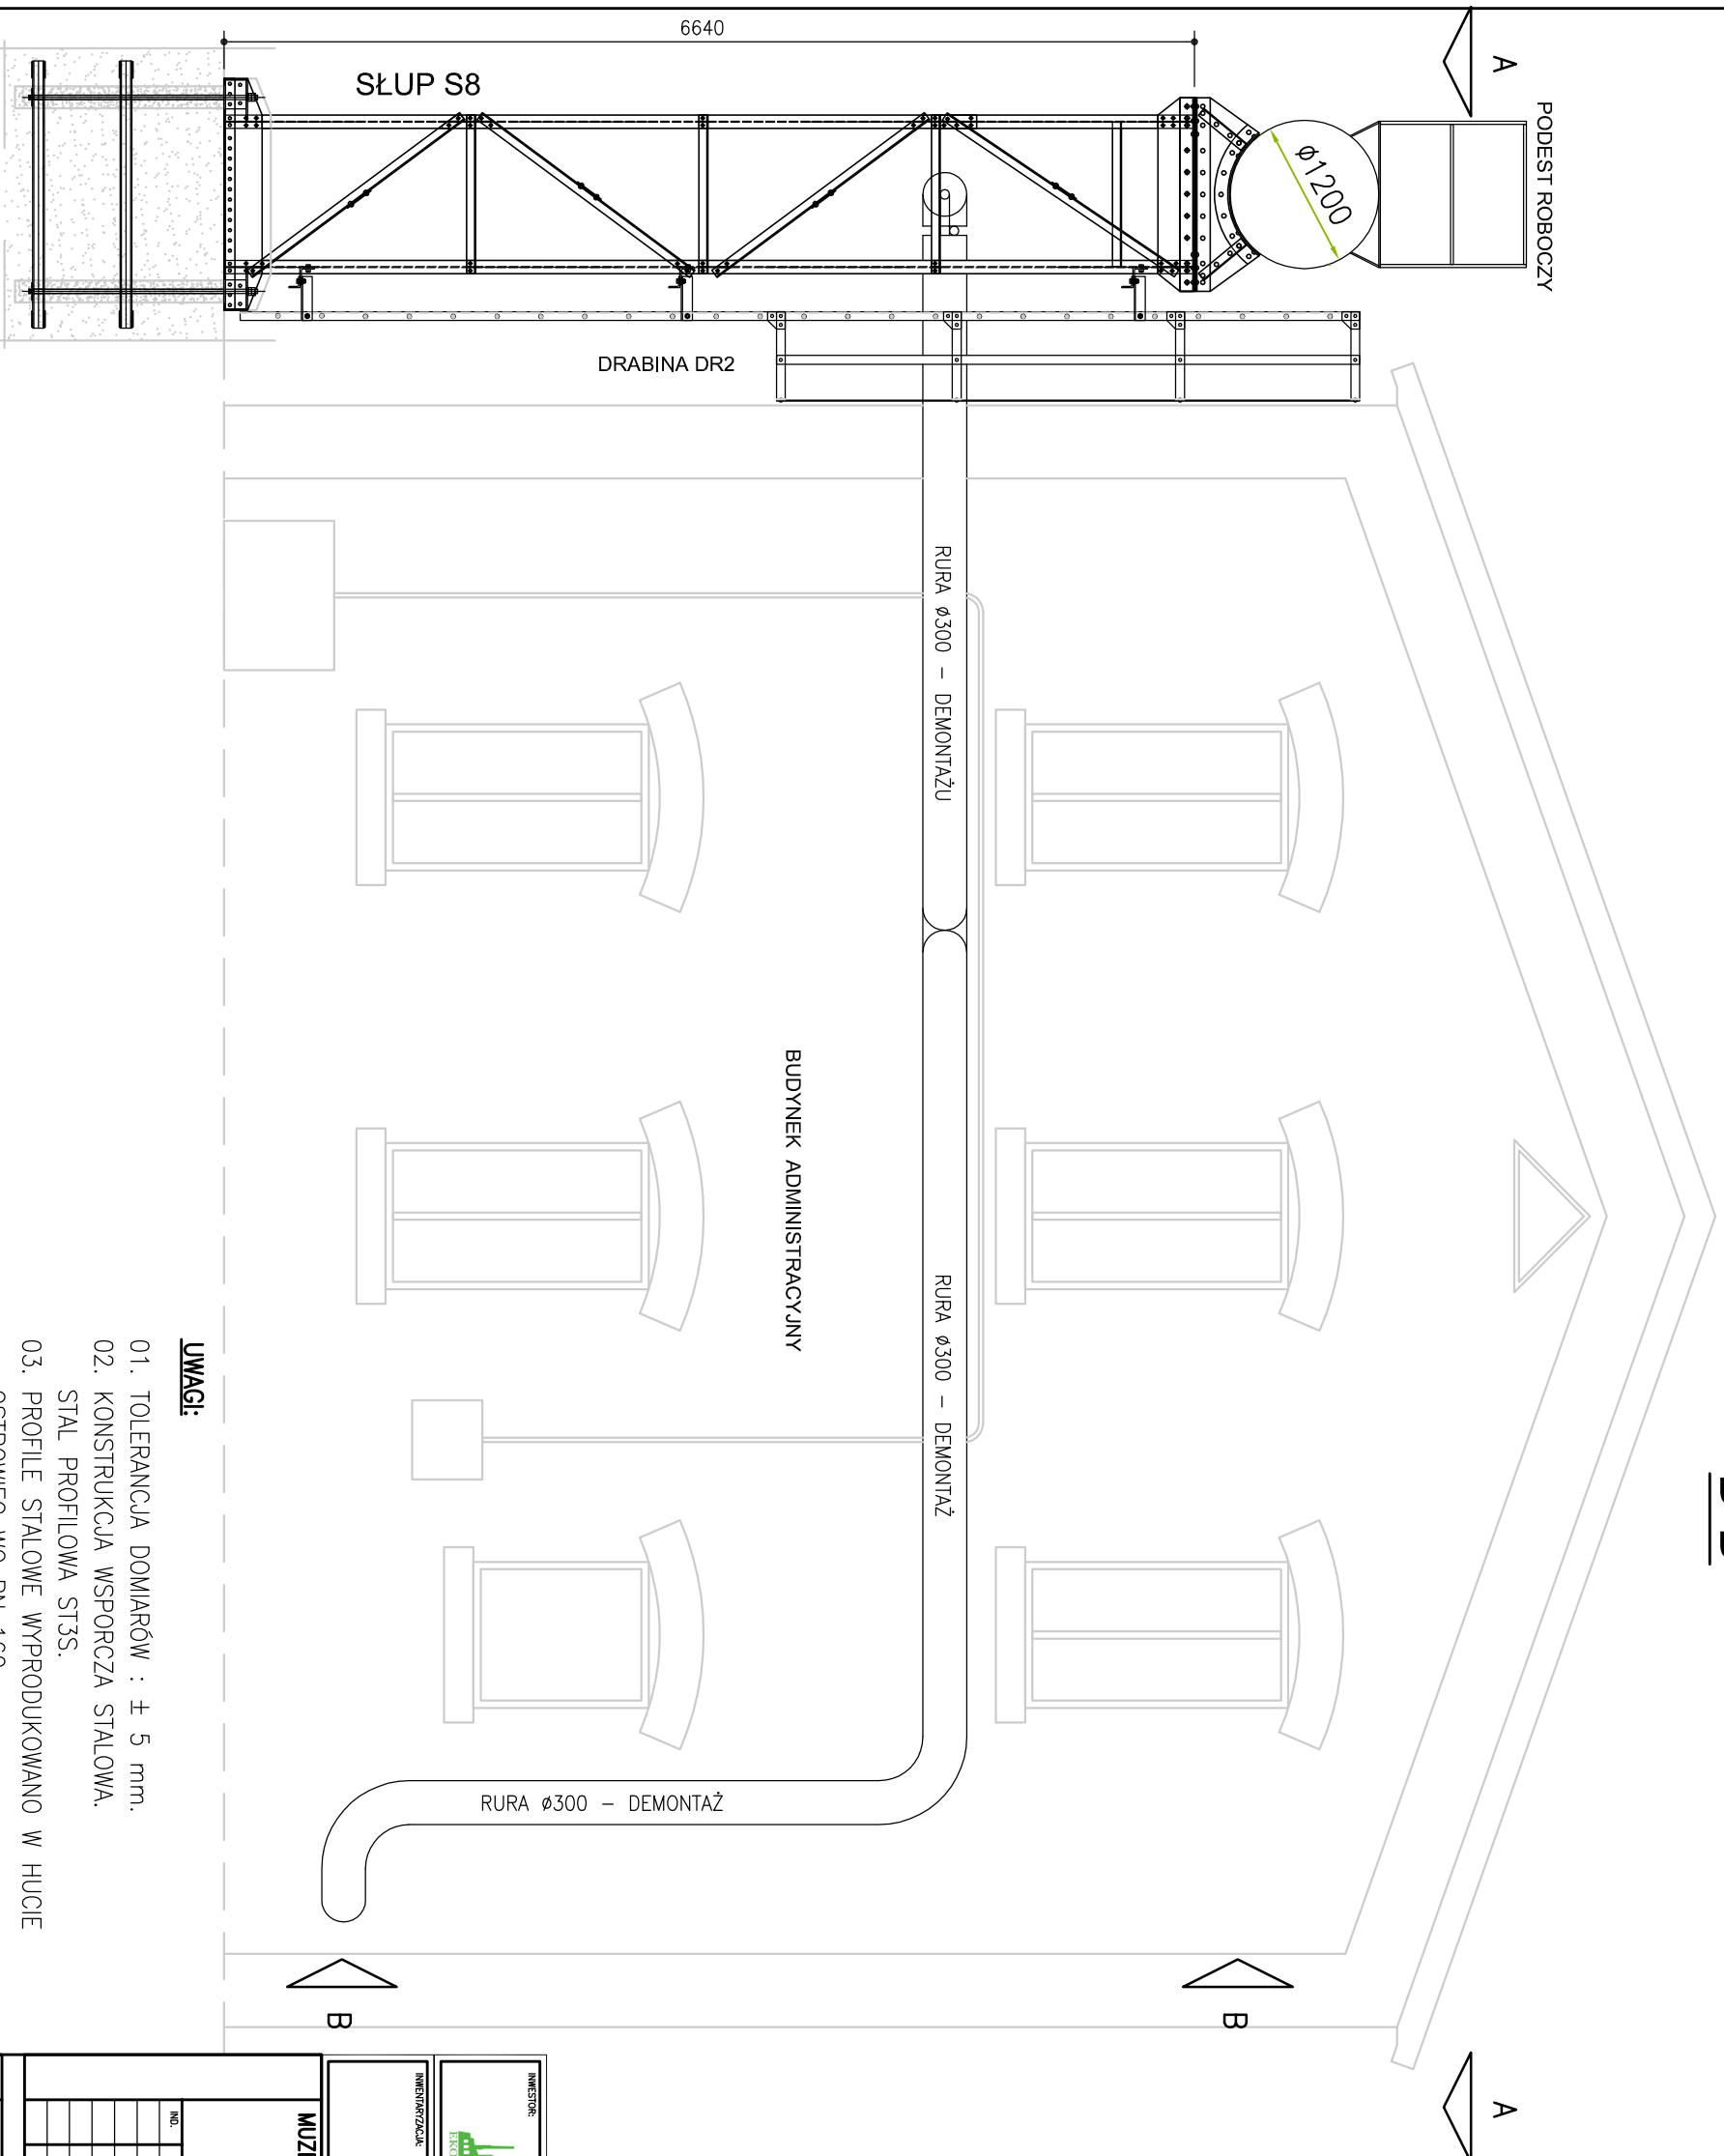 6640
SŁUP S8
A
PODEST ROBOCZY
Ø1200
DRABINA DR2
RURA Ø300 - DEMONTAŻU
BUDYNEK ADMINISTRACYJNY
RURA Ø300 - DEMONTAŻ
RURA Ø300 - DEMONTAŻ
B
B
A
UWAGI:
01. TOLERANCJA DOMIARÓW : ± 5 mm.
02. KONSTRUKCJA WSPORCZA STALOWA.
STAL PROFILOWA ST3S.
03. PROFILE STALOWE WYPRODUKOWANO W HUCIE
INWESTOR:
EKO
INWENTARYZACJA:
MUZE
IND.